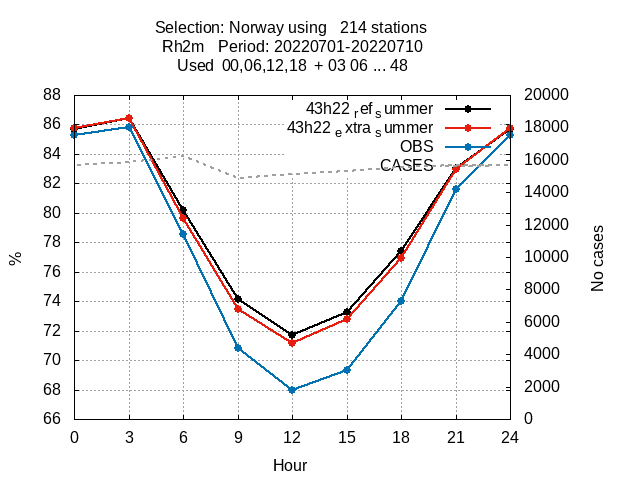 Selection: Norway using 214 stations
Rh2m Period: 20220701-20220710
Used 00,06,12,18 + 03 06 ... 48
88
86
84
82
80
78
76
74
72
70
68
66
20000
18000
16000
14000
12000
10000
8000
6000
4000
2000
0
43h22 ref summer
43h22 extra summer
OBS
CASES
%
No cases
0 3 6 9 12 15 18 21 24
Hour